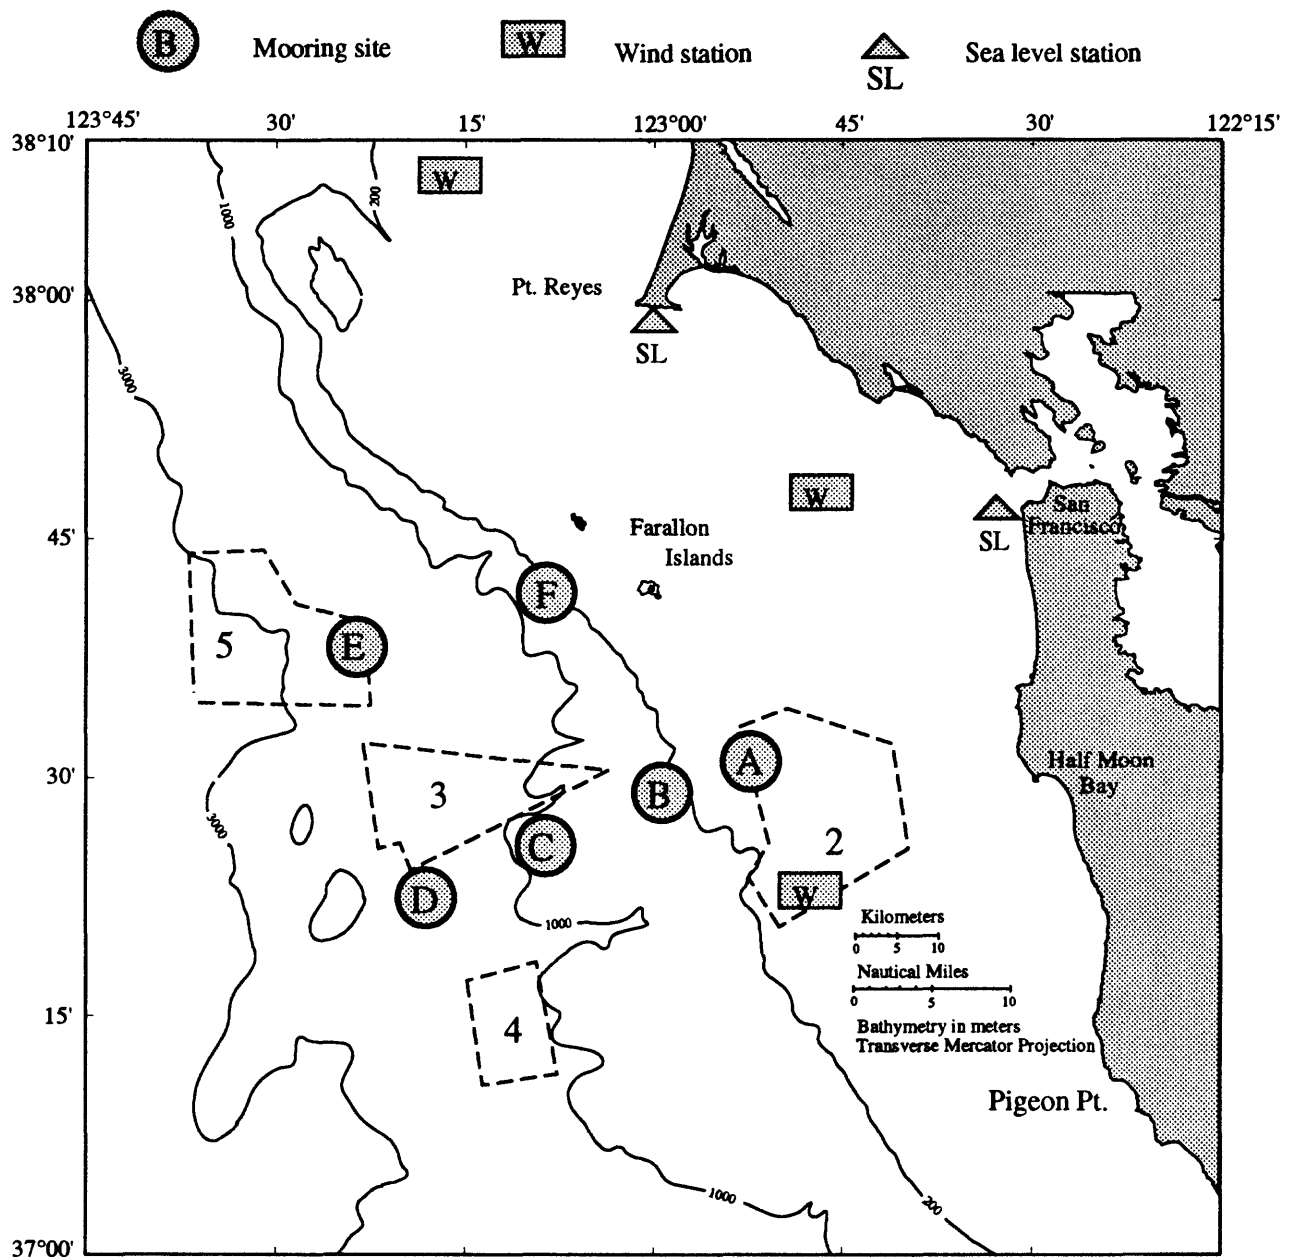 B Mooring site W Wind station SL Sea level station
123°45' 30' 15' 123°00' 45' 30' 122°15'
38°10'
W
200
1000
38°00'
Pt. Reyes
SL
3000
W
San
Francisco
SL
45'
Farallon
Islands
F
E
5
A
Half Moon
Bay
30'
B
3
3000
C
2
D
W
1000
Kilometers
0 5 10
Nautical Miles
0 5 10
15'
4
Bathymetry in meters
Transverse Mercator Projection
Pigeon Pt.
1000
200
37°00'